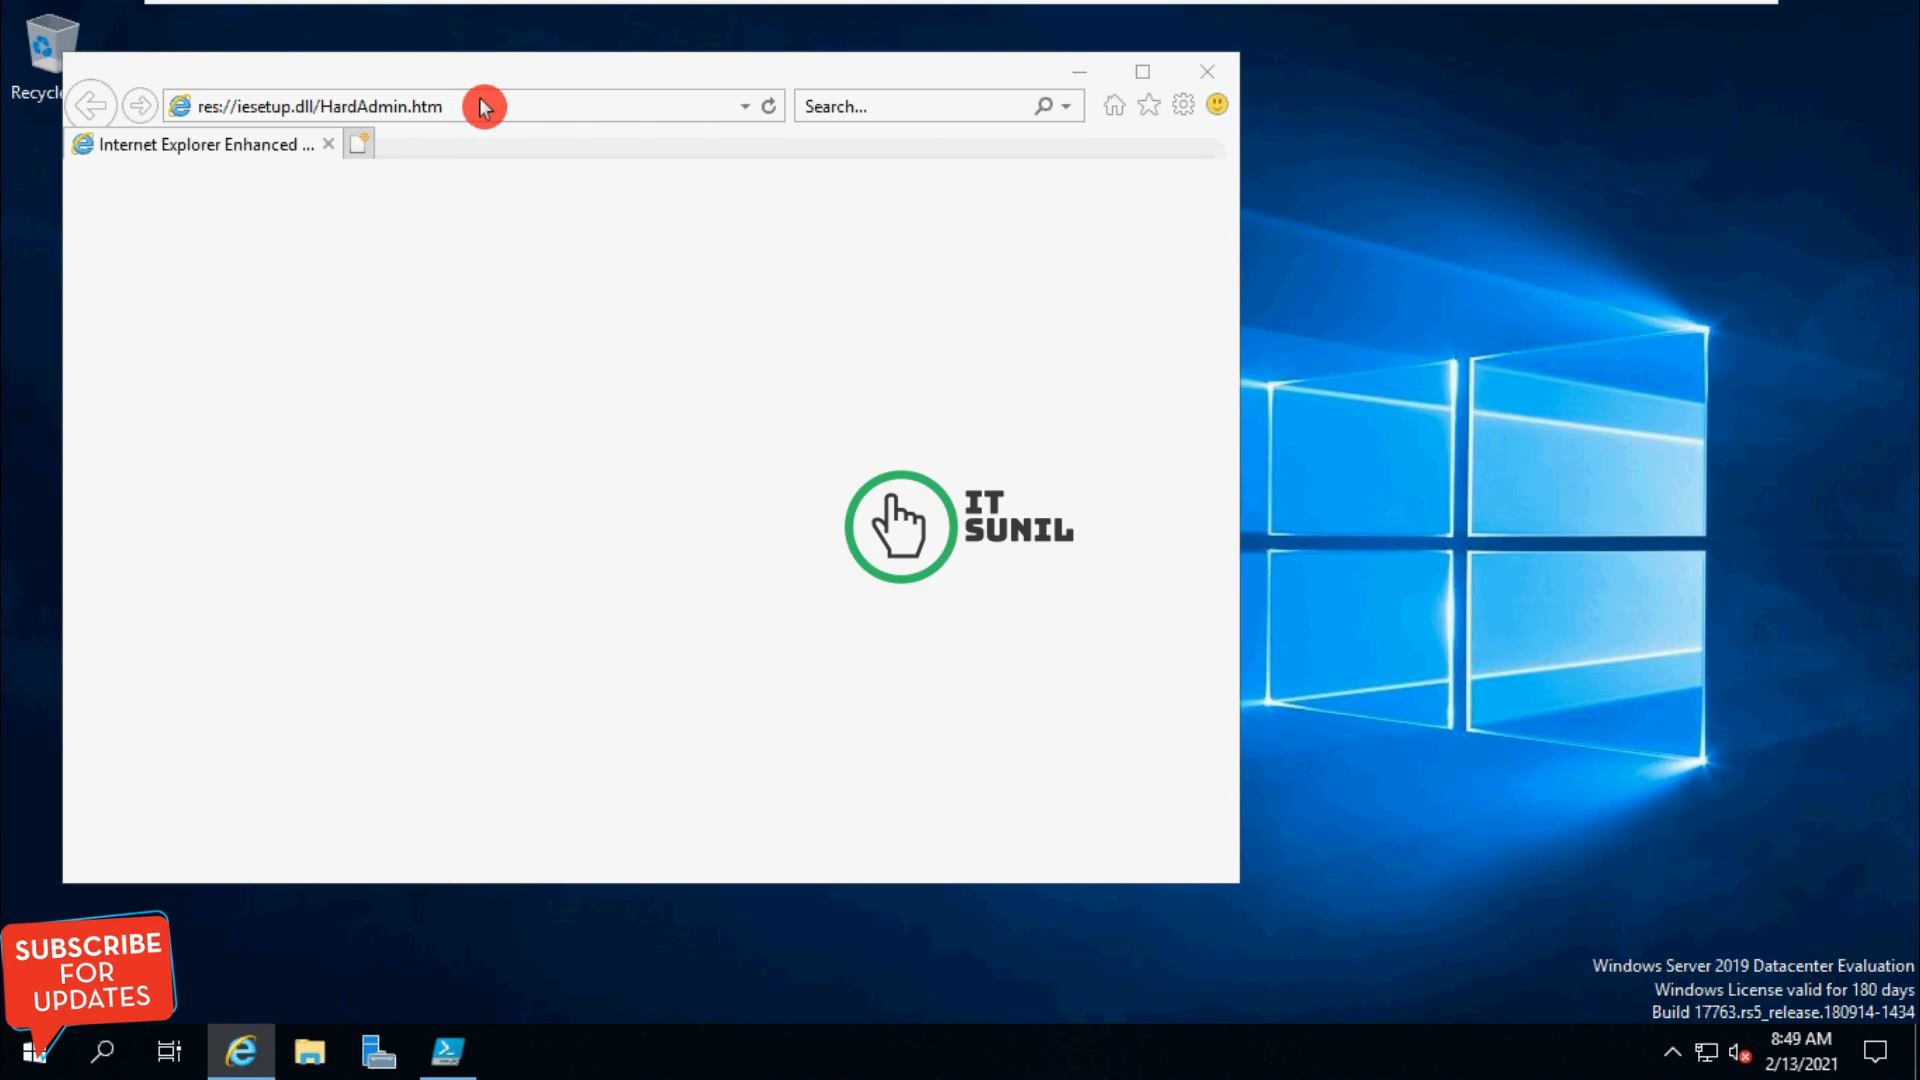 Recycl
res://iesetup.dll/HardAdmin.htm
Search...
Internet Explorer Enhanced ...
IT
SUNIL
SUBSCRIBE
FOR
UPDATES
Windows Server 2019 Datacenter Evaluation
Windows License valid for 180 days
Build 17763.rs5_release.180914-1434
8:49 AM
2/13/2021